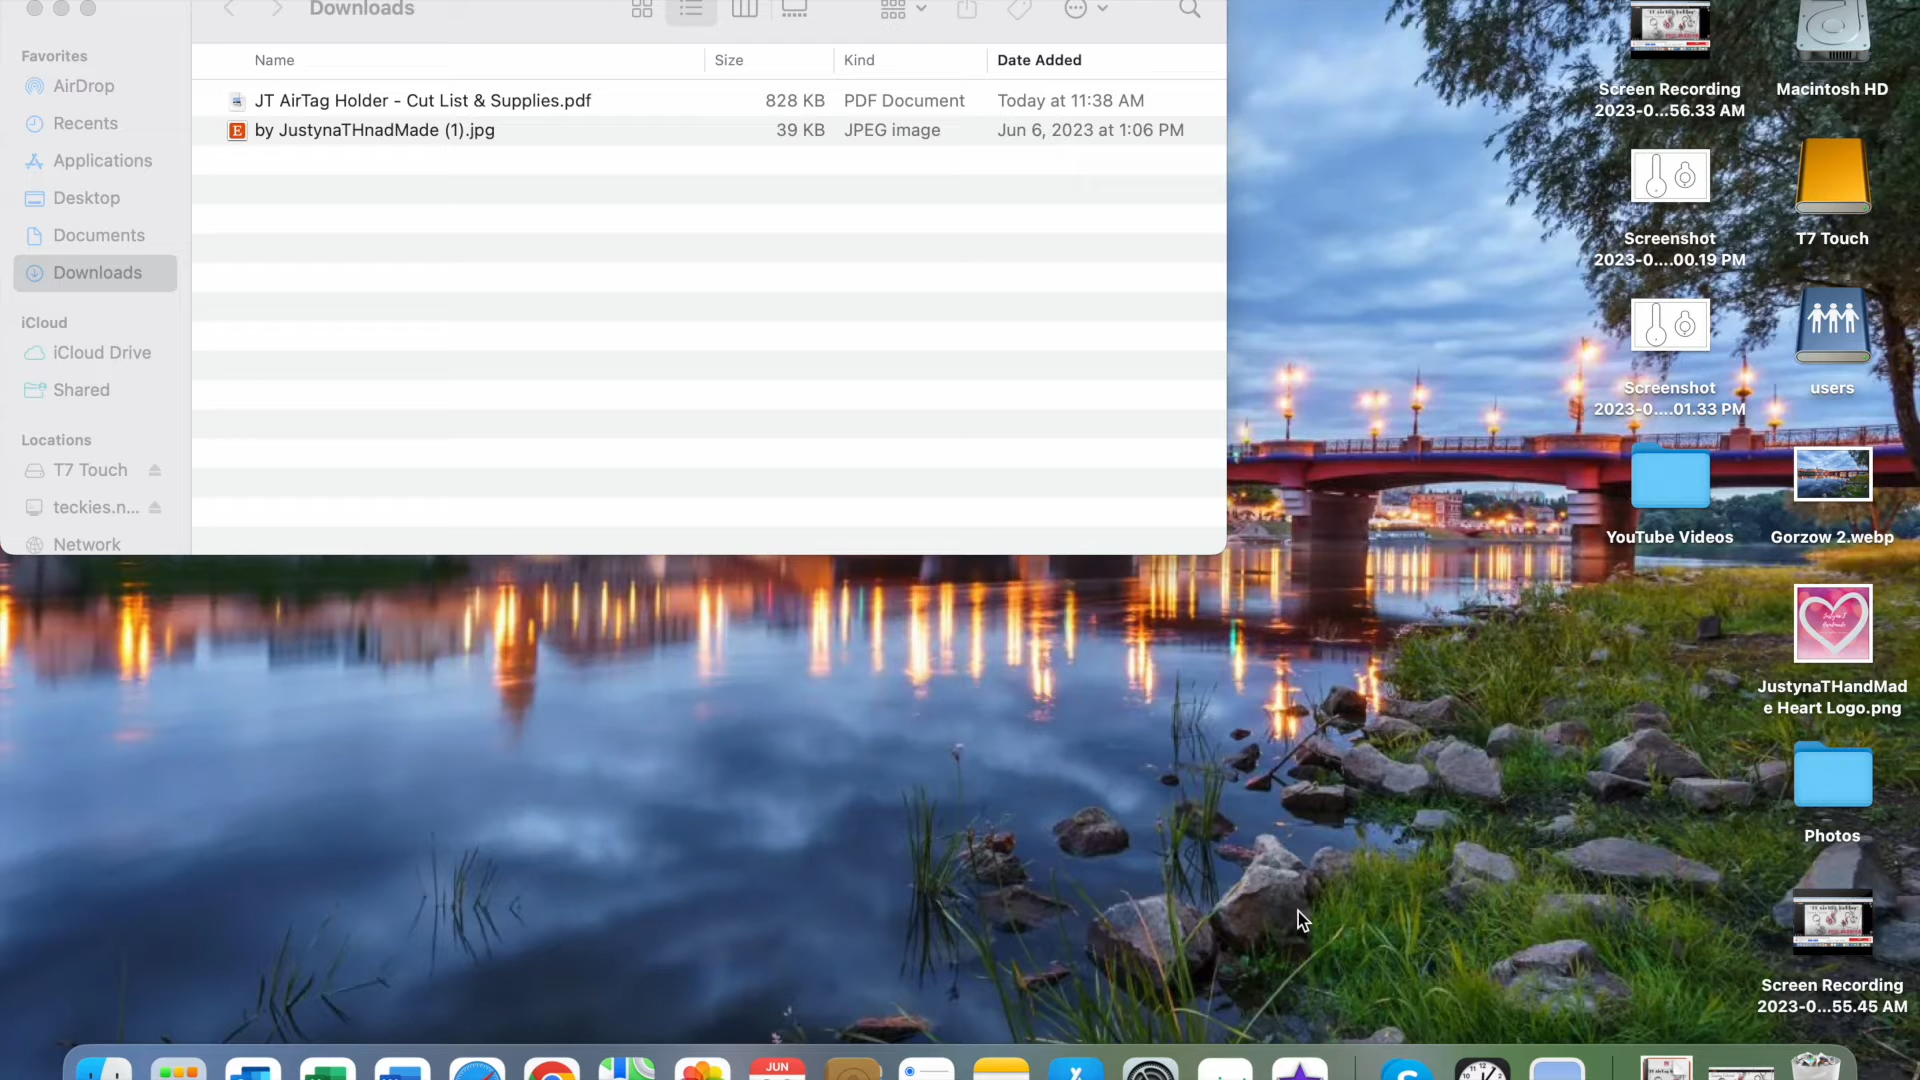 Downloads
Favorites
AirDrop
Recents
Applications
Desktop
Documents
Downloads
iCloud
iCloud Drive
Shared
Locations
T7 Touch
teckies.n...
Network
Name Size Kind Date Added
JT AirTag Holder - Cut List & Supplies.pdf 828 KB PDF Document Today at 11:38 AM
by JustynaTHnadMade (1).jpg 39 KB JPEG image Jun 6, 2023 at 1:06 PM
Screen Recording
2023-0...56.33 AM
Macintosh HD
Screenshot
2023-0....00.19 PM
T7 Touch
Screenshot
2023-0....01.33 PM
users
YouTube Videos
Gorzow 2.webp
JustynaTHandMad
e Heart Logo.png
Photos
Screen Recording
2023-0...55.45 AM
JUN